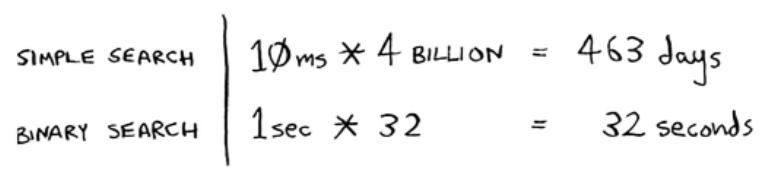 SIMPLE SEARCH 10ms * 4 BILLION = 463 days
BINARY SEARCH 1sec * 32 = 32 seconds